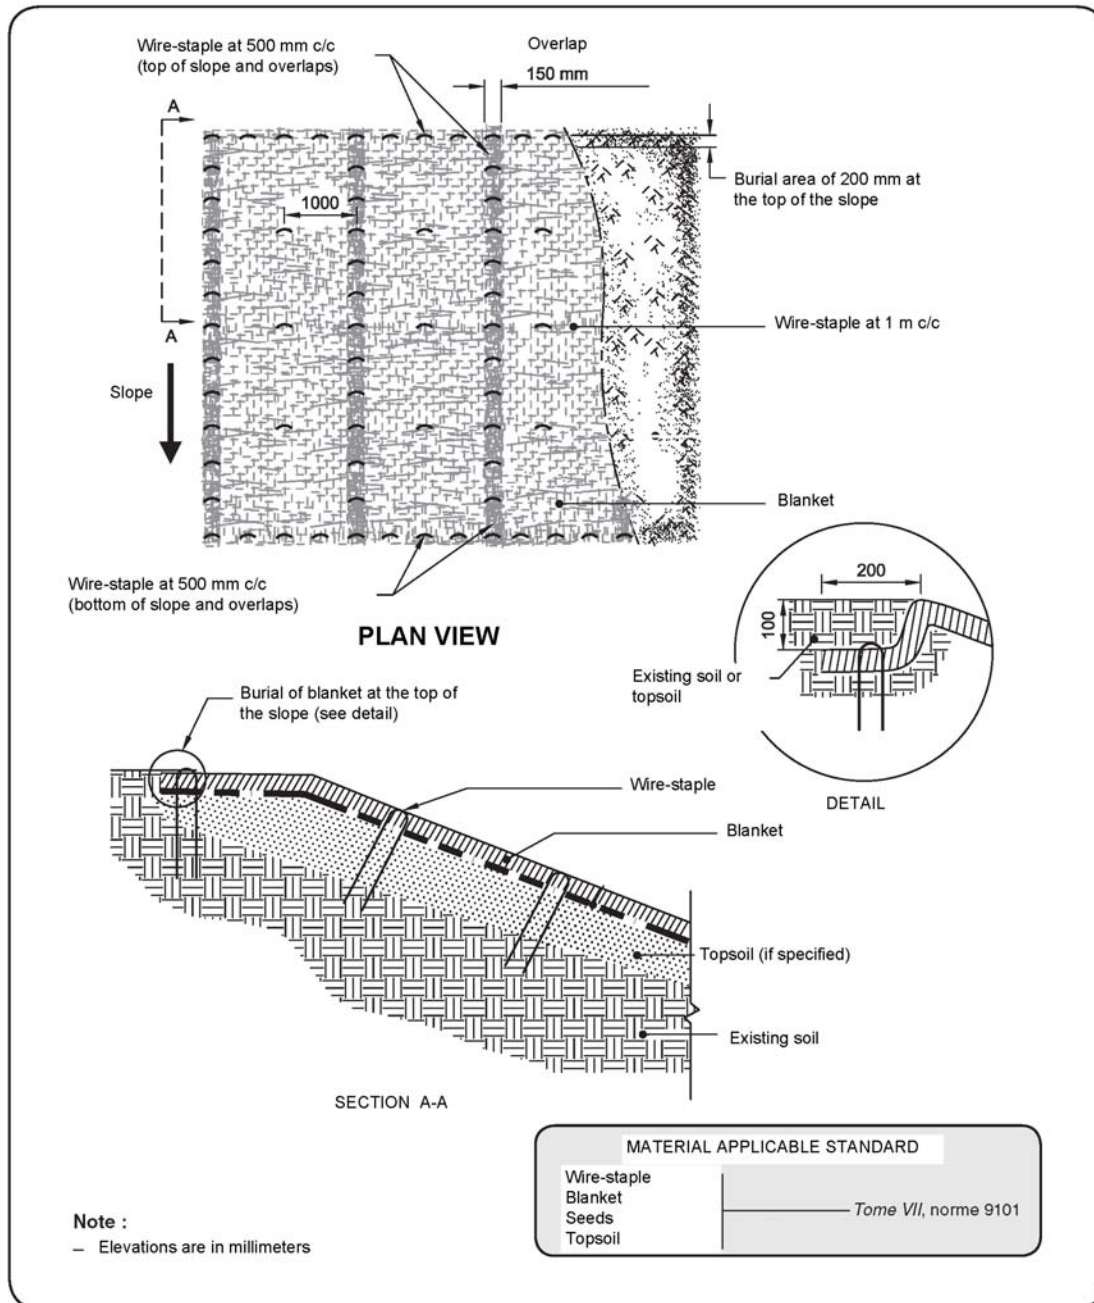 Wire-staple at 500 mm c/c
(top of slope and overlaps)
Overlap
150 mm
A
Burial area of 200 mm at
the top of the slope
1000
Wire-staple at 1 m c/c
A
Slope
Blanket
Wire-staple at 500 mm c/c
(bottom of slope and overlaps)
PLAN VIEW
200
100
Existing soil or
topsoil
DETAIL
Burial of blanket at the top of
the slope (see detail)
Wire-staple
Blanket
Topsoil (if specified)
Existing soil
SECTION A-A
MATERIAL APPLICABLE STANDARD
Wire-staple
Blanket
Seeds
Topsoil
Tome VII, norme 9101
Note :
– Elevations are in millimeters